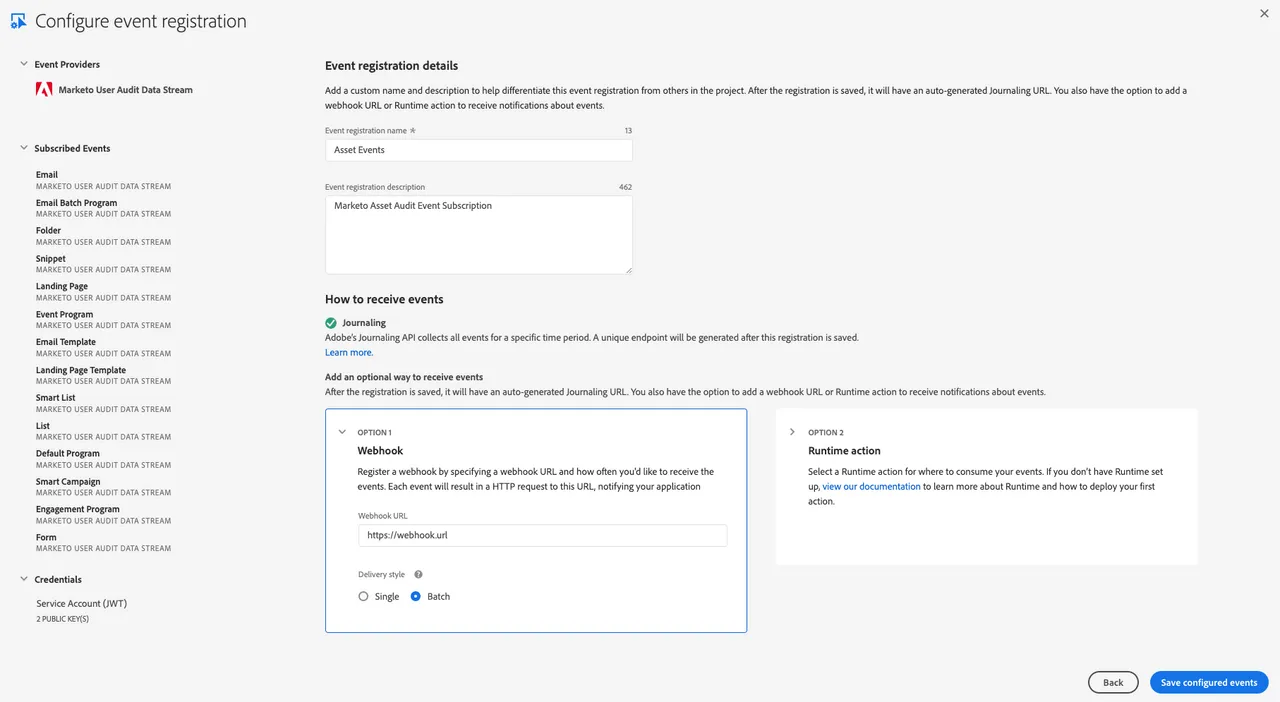 Configure event registration
Event Providers
Marketo User Audit Data Stream
Subscribed Events
Email
MARKETO USER AUDIT DATA STREAM
Email Batch Program
MARKETO USER AUDIT DATA STREAM
Folder
MARKETO USER AUDIT DATA STREAM
Snippet
MARKETO USER AUDIT DATA STREAM
Landing Page
MARKETO USER AUDIT DATA STREAM
Event Program
MARKETO USER AUDIT DATA STREAM
Email Template
MARKETO USER AUDIT DATA STREAM
Landing Page Template
MARKETO USER AUDIT DATA STREAM
Smart List
MARKETO USER AUDIT DATA STREAM
List
MARKETO USER AUDIT DATA STREAM
Default Program
MARKETO USER AUDIT DATA STREAM
Smart Campaign
MARKETO USER AUDIT DATA STREAM
Engagement Program
MARKETO USER AUDIT DATA STREAM
Form
MARKETO USER AUDIT DATA STREAM
Credentials
Service Account (JWT)
2 PUBLIC KEY(S)
Event registration details
Add a custom name and description to help differentiate this event registration from others in the project. After the registration is saved, it will have an auto-generated Journaling URL. You also have the option to add a
webhook URL or Runtime action to receive notifications about events.
Event registration name * 13
Asset Events
Event registration description 462
Marketo Asset Audit Event Subscription
How to receive events
Journaling
Adobe's Journaling API collects all events for a specific time period. A unique endpoint will be generated after this registration is saved.
Learn more.
Add an optional way to receive events
After the registration is saved, it will have an auto-generated Journaling URL. You also have the option to add a webhook URL or Runtime action to receive notifications about events.
OPTION 1
Webhook
Register a webhook by specifying a webhook URL and how often you'd like to receive the
events. Each event will result in a HTTP request to this URL, notifying your application
Webhook URL
https://webhook.url
Delivery style ?
Single Batch
OPTION 2
Runtime action
Select a Runtime action for where to consume your events. If you don't have Runtime set
up, view our documentation to learn more about Runtime and how to deploy your first
action.
Back Save configured events